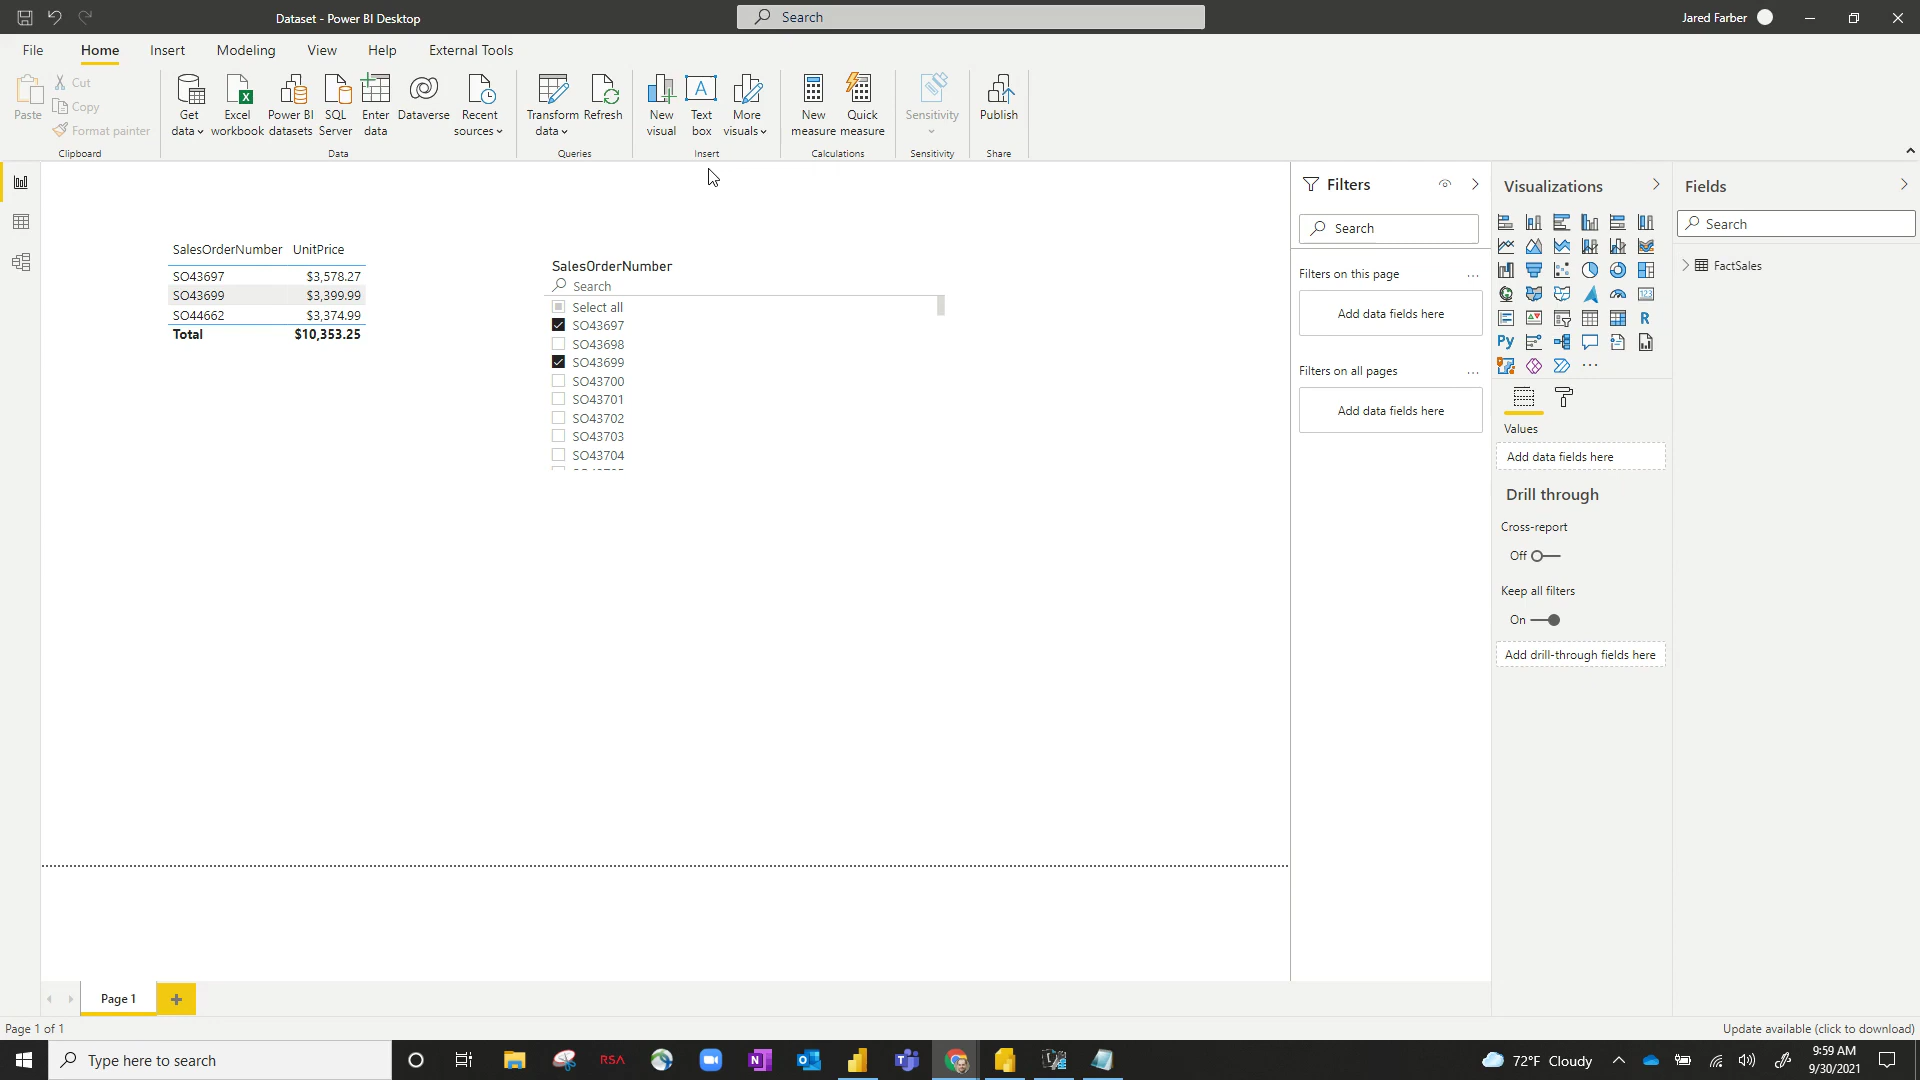 Dataset - Power BI Desktop
Search
Jared Farber
File Home Insert Modeling View Help External Tools
Paste
Cut
Copy
Format painter
Clipboard
Get data
Excel workbook
Power BI datasets
SQL Server
Enter data
Dataverse
Recent sources
Data
Transform data
Refresh
Queries
New visual
Text box
More visuals
Insert
New measure
Quick measure
Calculations
Sensitivity
Sensitivity
Publish
Share
SalesOrderNumber UnitPrice
SO43697 $3,578.27
SO43699 $3,399.99
SO44662 $3,374.99
Total $10,353.25
SalesOrderNumber
Search
Select all
SO43697
SO43698
SO43699
SO43700
SO43701
SO43702
SO43703
SO43704
Filters
Search
Filters on this page ...
Add data fields here
Filters on all pages ...
Add data fields here
Visualizations
123
R
Py
...
Values
Add data fields here
Drill through
Cross-report
Off
Keep all filters
On
Add drill-through fields here
Fields
Search
FactSales
Page 1
Page 1 of 1
Update available (click to download)
Type here to search
RSA
72°F Cloudy
9:59 AM
9/30/2021